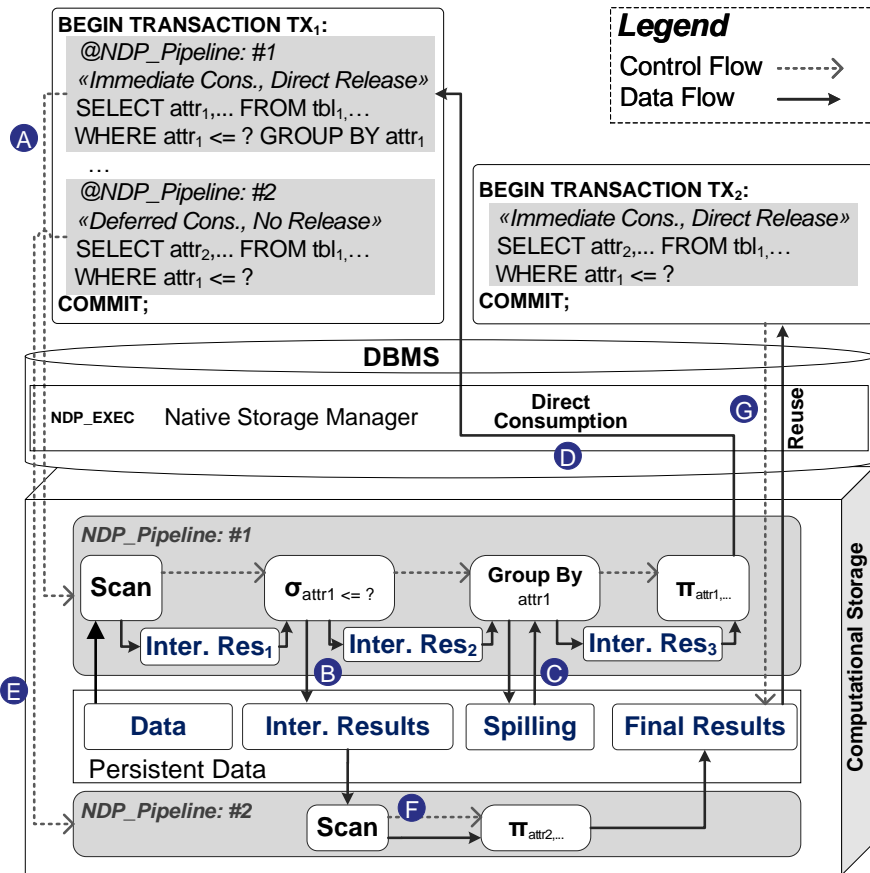 BEGIN TRANSACTION TX₁:
@NDP_Pipeline: #1
«Immediate Cons., Direct Release»
SELECT attr₁,... FROM tbl₁,…
WHERE attr₁ <= ? GROUP BY attr₁
…
@NDP_Pipeline: #2
«Deferred Cons., No Release»
SELECT attr₂,... FROM tbl₁,…
WHERE attr₁ <= ?
COMMIT;
Legend
Control Flow
Data Flow
A
BEGIN TRANSACTION TX₂:
«Immediate Cons., Direct Release»
SELECT attr₂,... FROM tbl₁,…
WHERE attr₁ <= ?
COMMIT;
DBMS
NDP_EXEC
Native Storage Manager
Direct
Consumption
D
G
Reuse
NDP_Pipeline: #1
Scan
σattr1 <= ?
Group By
attr1
πattr1,...
Inter. Res₁
Inter. Res₂
Inter. Res₃
B
C
E
Data
Inter. Results
Spilling
Final Results
Persistent Data
NDP_Pipeline: #2
Scan
F
πattr2,...
Computational Storage